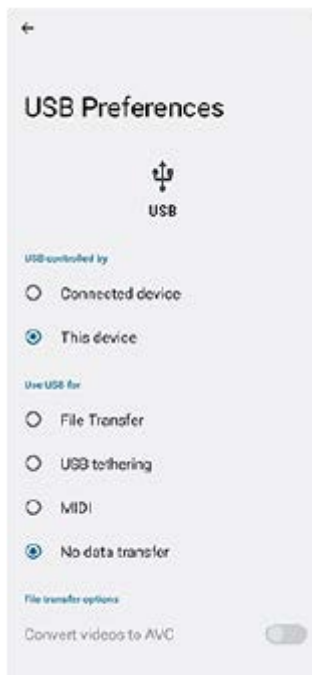 USB Preferences
USB
USB controlled by
Connected device
This device
Use USB for
File Transfer
USB tethering
MIDI
No data transfer
File transfer options
Convert videos to AVC